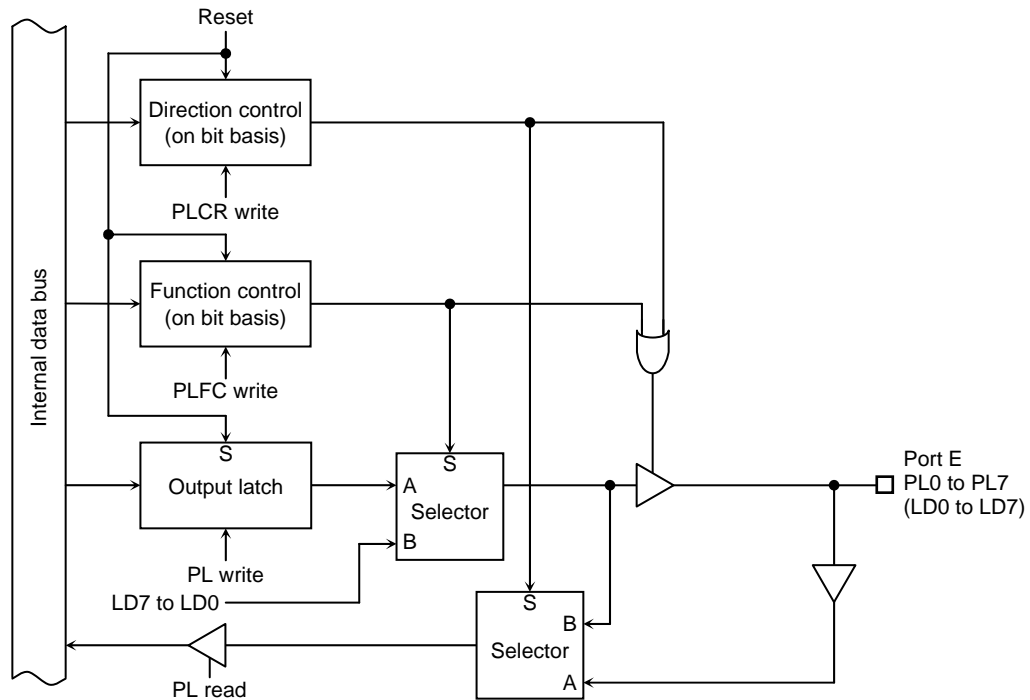 Reset
Direction control
(on bit basis)
PLCR write
Internal data bus
Function control
(on bit basis)
PLFC write
S
Output latch
PL write
S
A
Selector
B
LD7 to LD0
Port E
PL0 to PL7
(LD0 to LD7)
S
B
Selector
A
PL read